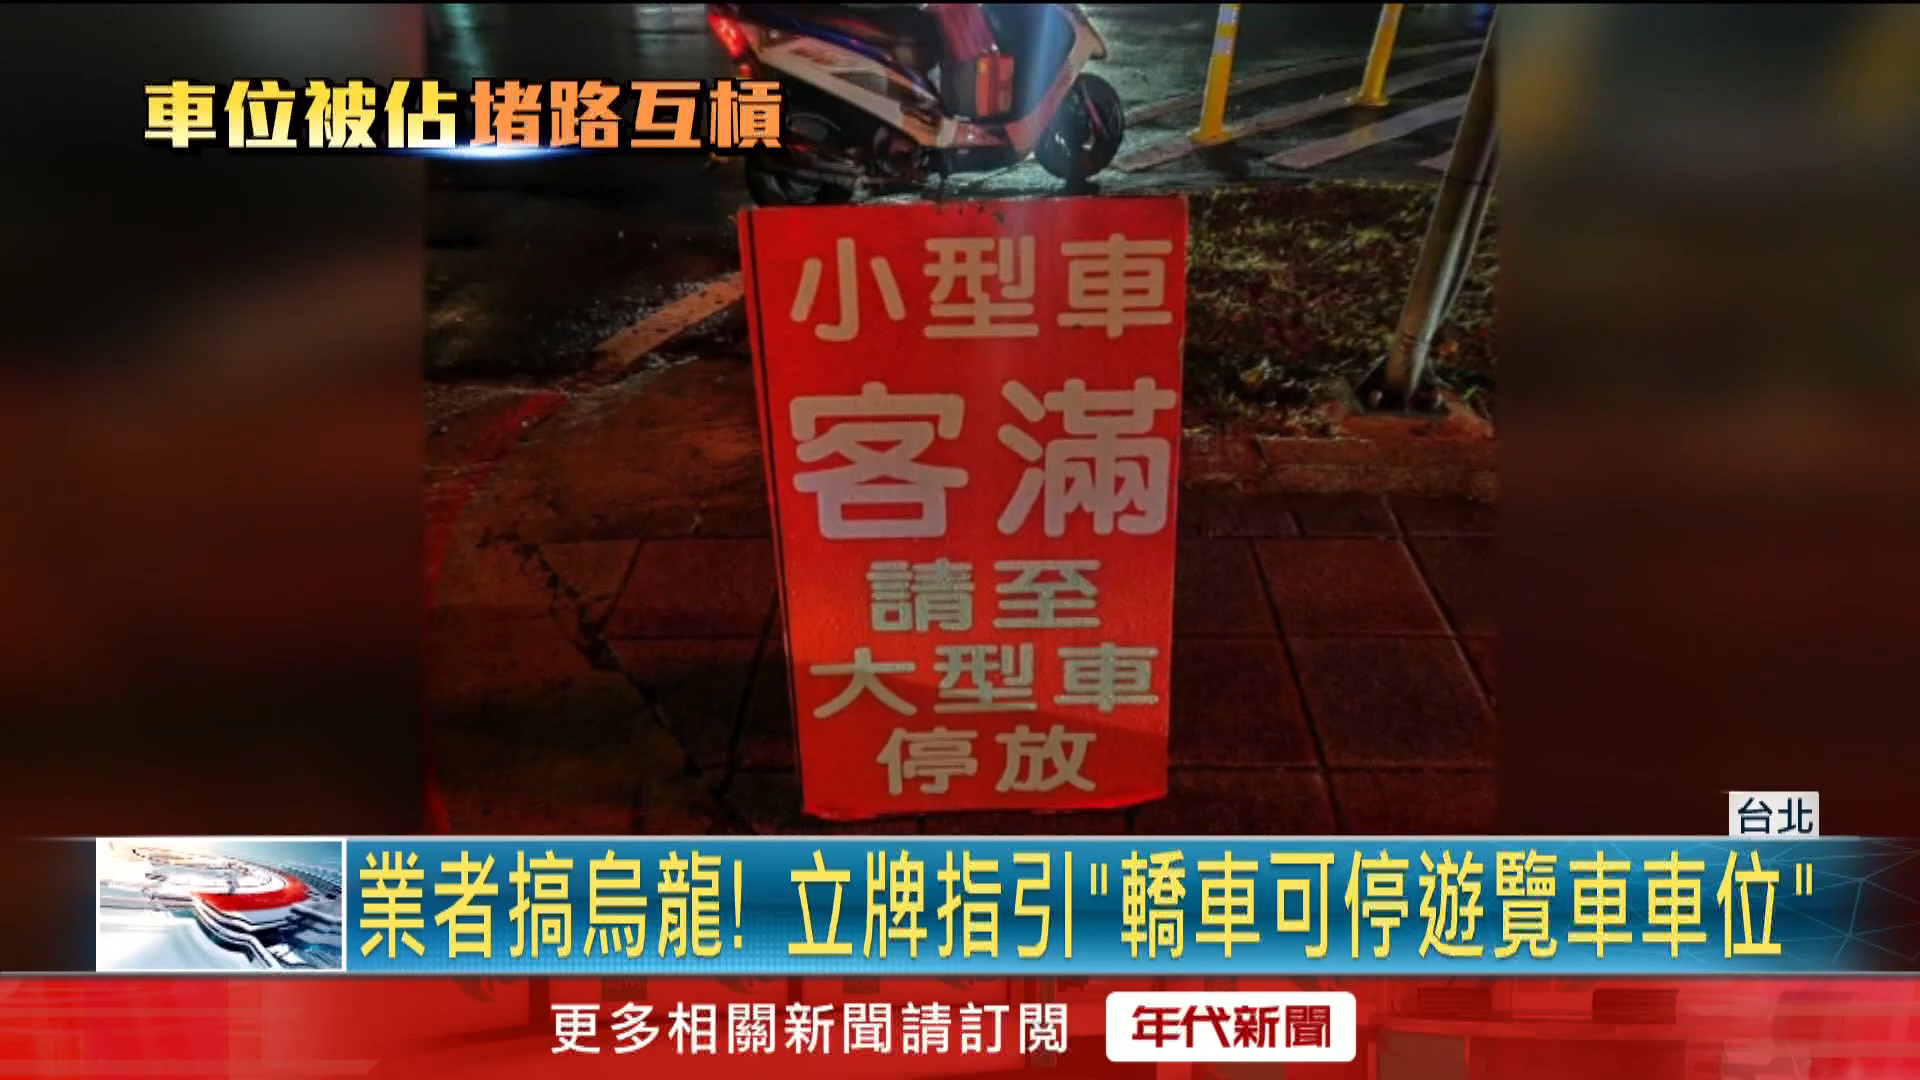 車位被佔堵路互槓
小型車
客滿
請至
大型車
停放
台北
業者搞烏龍! 立牌指引"轎車可停遊覽車車位"
更多相關新聞請訂閱 年代新聞